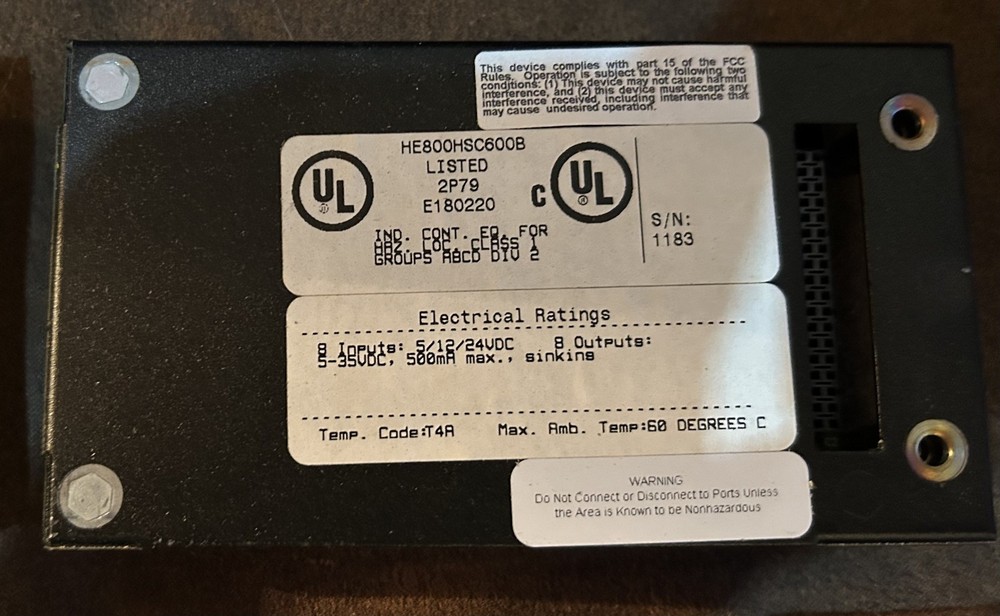 This device complies with part 15 of the FCC
Rules. Operation is subject to the following two
conditions: (1) This device may not cause harmful
interference, and (2) this device must accept any
interference received, including interference that
may cause undesired operation.
HE800HSC600B
LISTED
2P79
E180220
UL
®
C UL
®
IND. CONT. EQ. FOR
HAZ. LOC. CLASS I
GROUPS ABCD DIV 2
S/N:
1183
Electrical Ratings
8 Inputs: 5/12/24VDC 8 Outputs:
5-35VDC, 500mA max., sinking
Temp. Code:T4A Max. Amb. Temp:60 DEGREES C
WARNING
Do Not Connect or Disconnect to Ports Unless
the Area is Known to be Nonhazardous